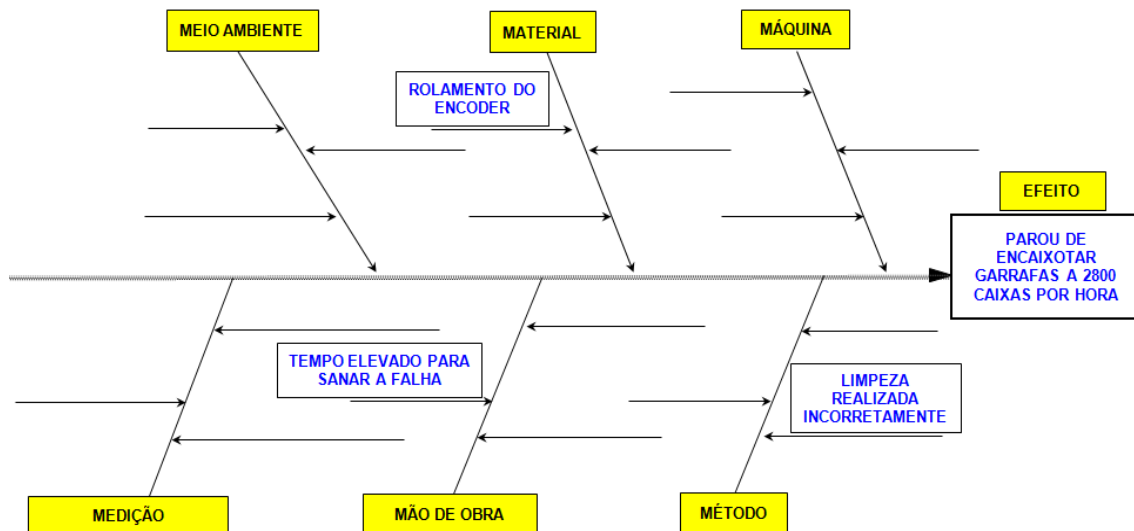 MEIO AMBIENTE
MATERIAL
MÁQUINA
ROLAMENTO DO
ENCODER
EFEITO
PAROU DE
ENCAIXOTAR
GARRAFAS A 2800
CAIXAS POR HORA
TEMPO ELEVADO PARA
SANAR A FALHA
LIMPEZA
REALIZADA
INCORRETAMENTE
MEDIÇÃO
MÃO DE OBRA
MÉTODO